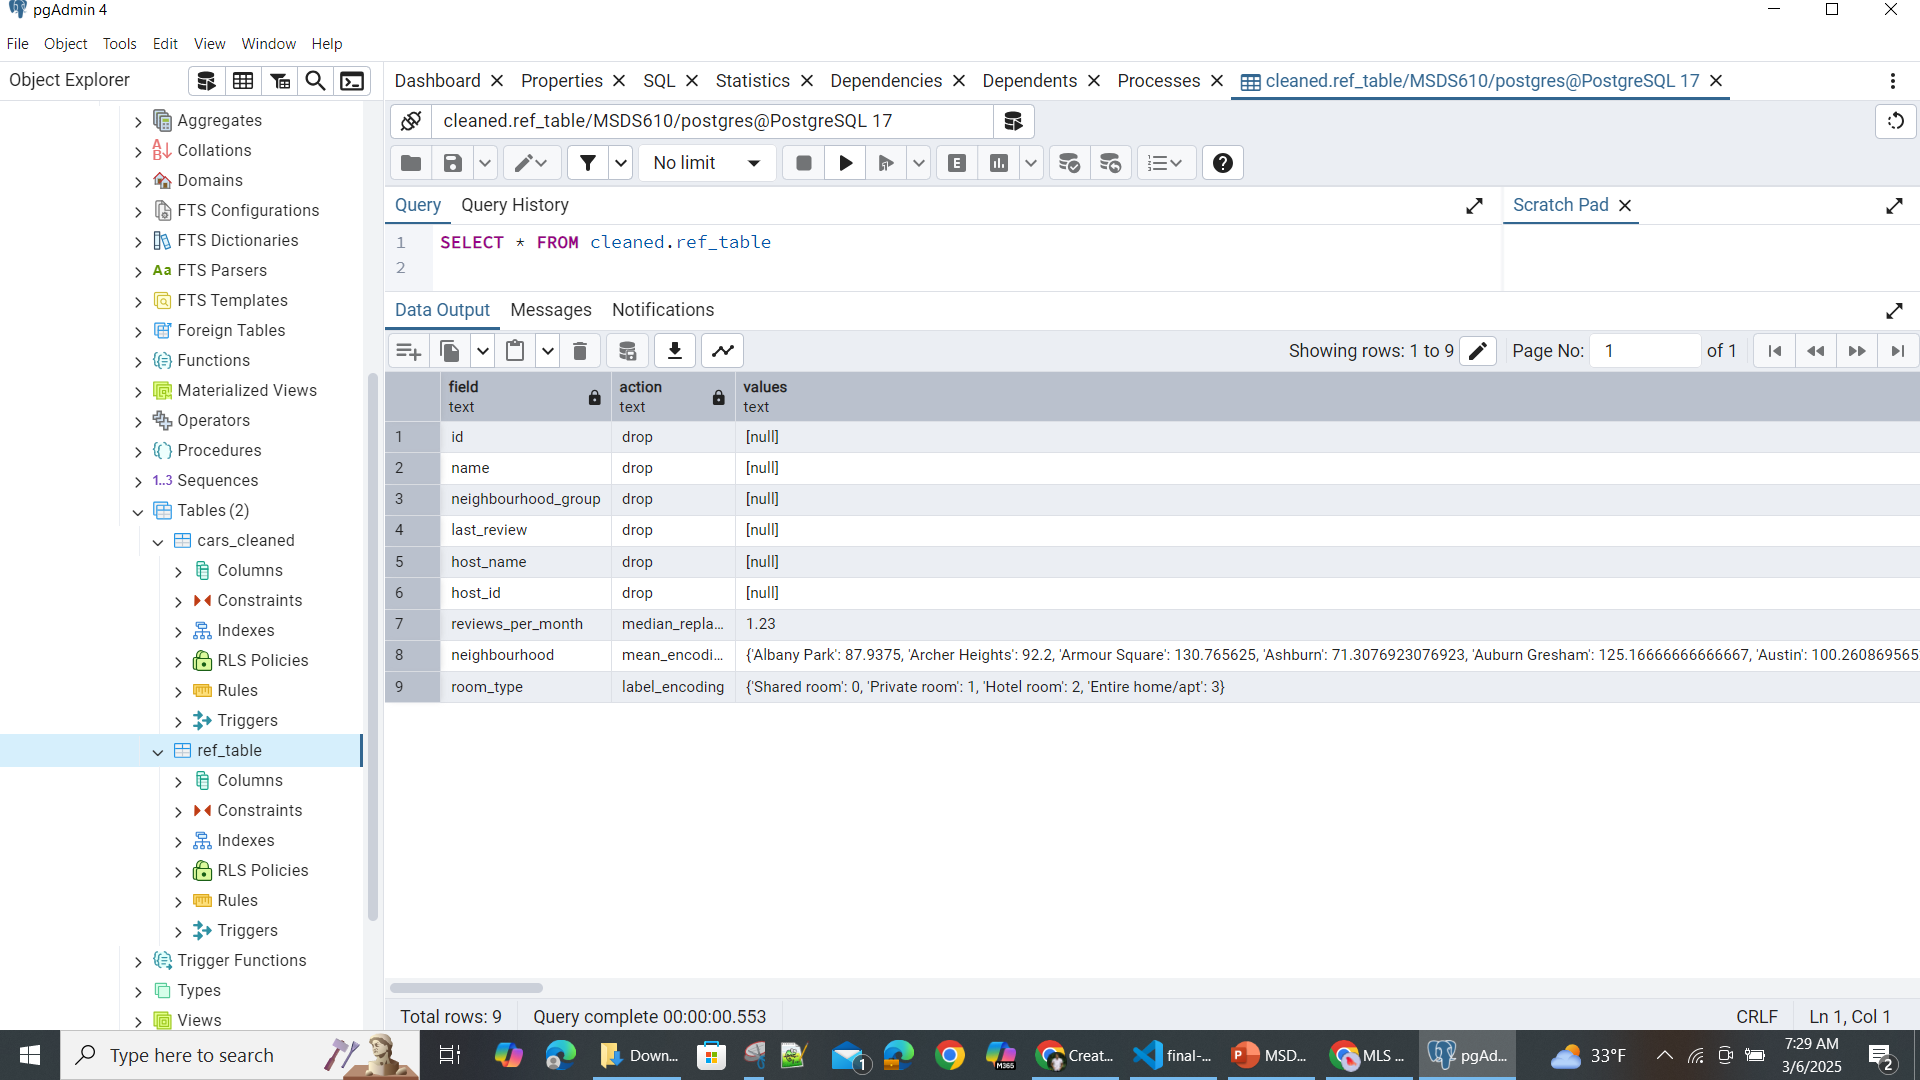 pgAdmin 4
File Object Tools Edit View Window Help
Object Explorer
Dashboard Properties SQL Statistics Dependencies Dependents Processes cleaned.ref_table/MSDS610/postgres@PostgreSQL 17
Aggregates
Collations
Domains
FTS Configurations
FTS Dictionaries
Aa FTS Parsers
FTS Templates
Foreign Tables
Functions
Materialized Views
Operators
Procedures
1..3 Sequences
Tables (2)
cars_cleaned
Columns
Constraints
Indexes
RLS Policies
Rules
Triggers
ref_table
Columns
Constraints
Indexes
RLS Policies
Rules
Triggers
Trigger Functions
Types
Views
cleaned.ref_table/MSDS610/postgres@PostgreSQL 17
No limit E
Query Query History
Scratch Pad
1 SELECT * FROM cleaned.ref_table
2
Data Output Messages Notifications
Showing rows: 1 to 9 Page No: 1 of 1
field action values
text text text
1 id drop [null]
2 name drop [null]
3 neighbourhood_group drop [null]
4 last_review drop [null]
5 host_name drop [null]
6 host_id drop [null]
7 reviews_per_month median_repla... 1.23
8 neighbourhood mean_encodi... {'Albany Park': 87.9375, 'Archer Heights': 92.2, 'Armour Square': 130.765625, 'Ashburn': 71.3076923076923, 'Auburn Gresham': 125.16666666666667, 'Austin': 100.260869565
9 room_type label_encoding {'Shared room': 0, 'Private room': 1, 'Hotel room': 2, 'Entire home/apt': 3}
Total rows: 9 Query complete 00:00:00.553 CRLF Ln 1, Col 1
Type here to search
1
M365
Down... Creat... final-... MSD... MLS ... pgAd...
33°F
7:29 AM
3/6/2025
2